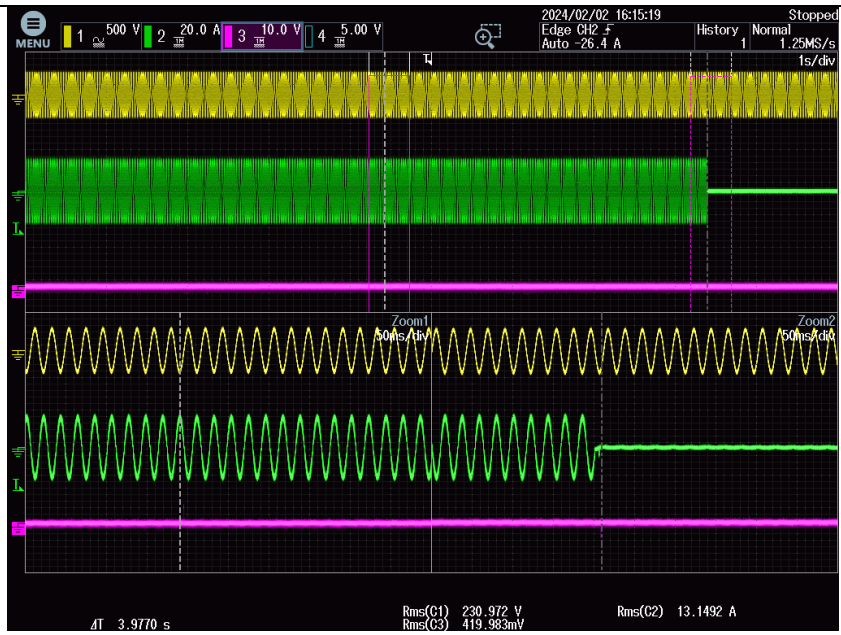 2024/02/02 16:15:19 Stopped
MENU 1 500 V 2 20.0 A 3 10.0 V 4 5.00 V Edge CH2 History Normal
Auto -26.4 A 1 1.25MS/s
1s/div
Zoom1 Zoom2
50ms/div 50ms/div
Rms(C1) 230.972 V Rms(C2) 13.1492 A
ΔT 3.9770 s Rms(C3) 419.983mV